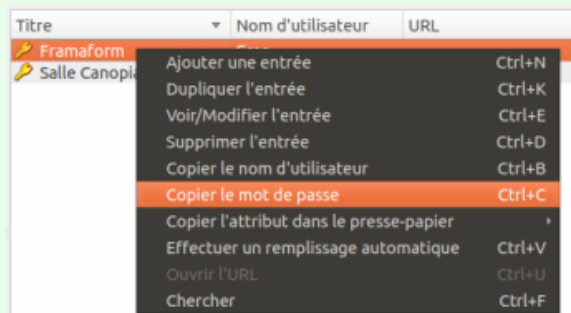 Titre Nom d'utilisateur URL
Framaform
Salle Canopi
Ajouter une entrée Ctrl+N
Dupliquer l'entrée Ctrl+K
Voir/Modifier l'entrée Ctrl+E
Supprimer l'entrée Ctrl+D
Copier le nom d'utilisateur Ctrl+B
Copier le mot de passe Ctrl+C
Copier l'attribut dans le presse-papier
Effectuer un remplissage automatique Ctrl+V
Ouvrir l'URL Ctrl+U
Chercher Ctrl+F